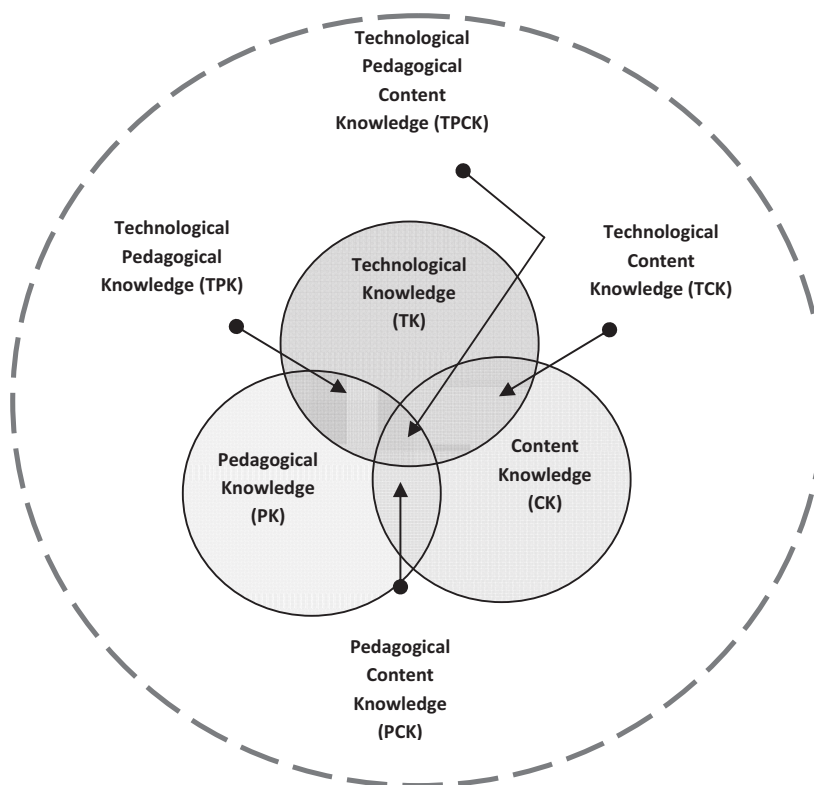 Technological
Pedagogical
Content
Knowledge (TPCK)
Technological
Pedagogical
Knowledge (TPK)
Technological
Content
Knowledge (TCK)
Technological
Knowledge
(TK)
Pedagogical
Knowledge
(PK)
Content
Knowledge
(CK)
Pedagogical
Content
Knowledge
(PCK)